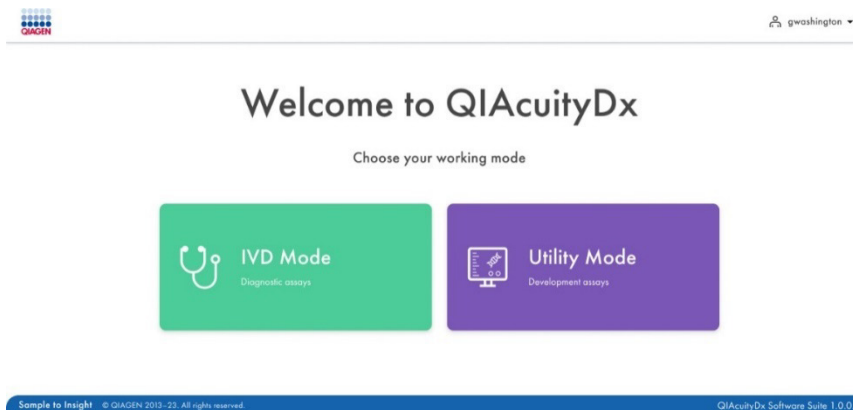 QIAGEN
gwashington
Welcome to QIAcuityDx
Choose your working mode
IVD Mode
Diagnostic assays
Utility Mode
Development assays
Sample to Insight © QIAGEN 2013–23. All rights reserved.
QIAcuityDx Software Suite 1.0.0